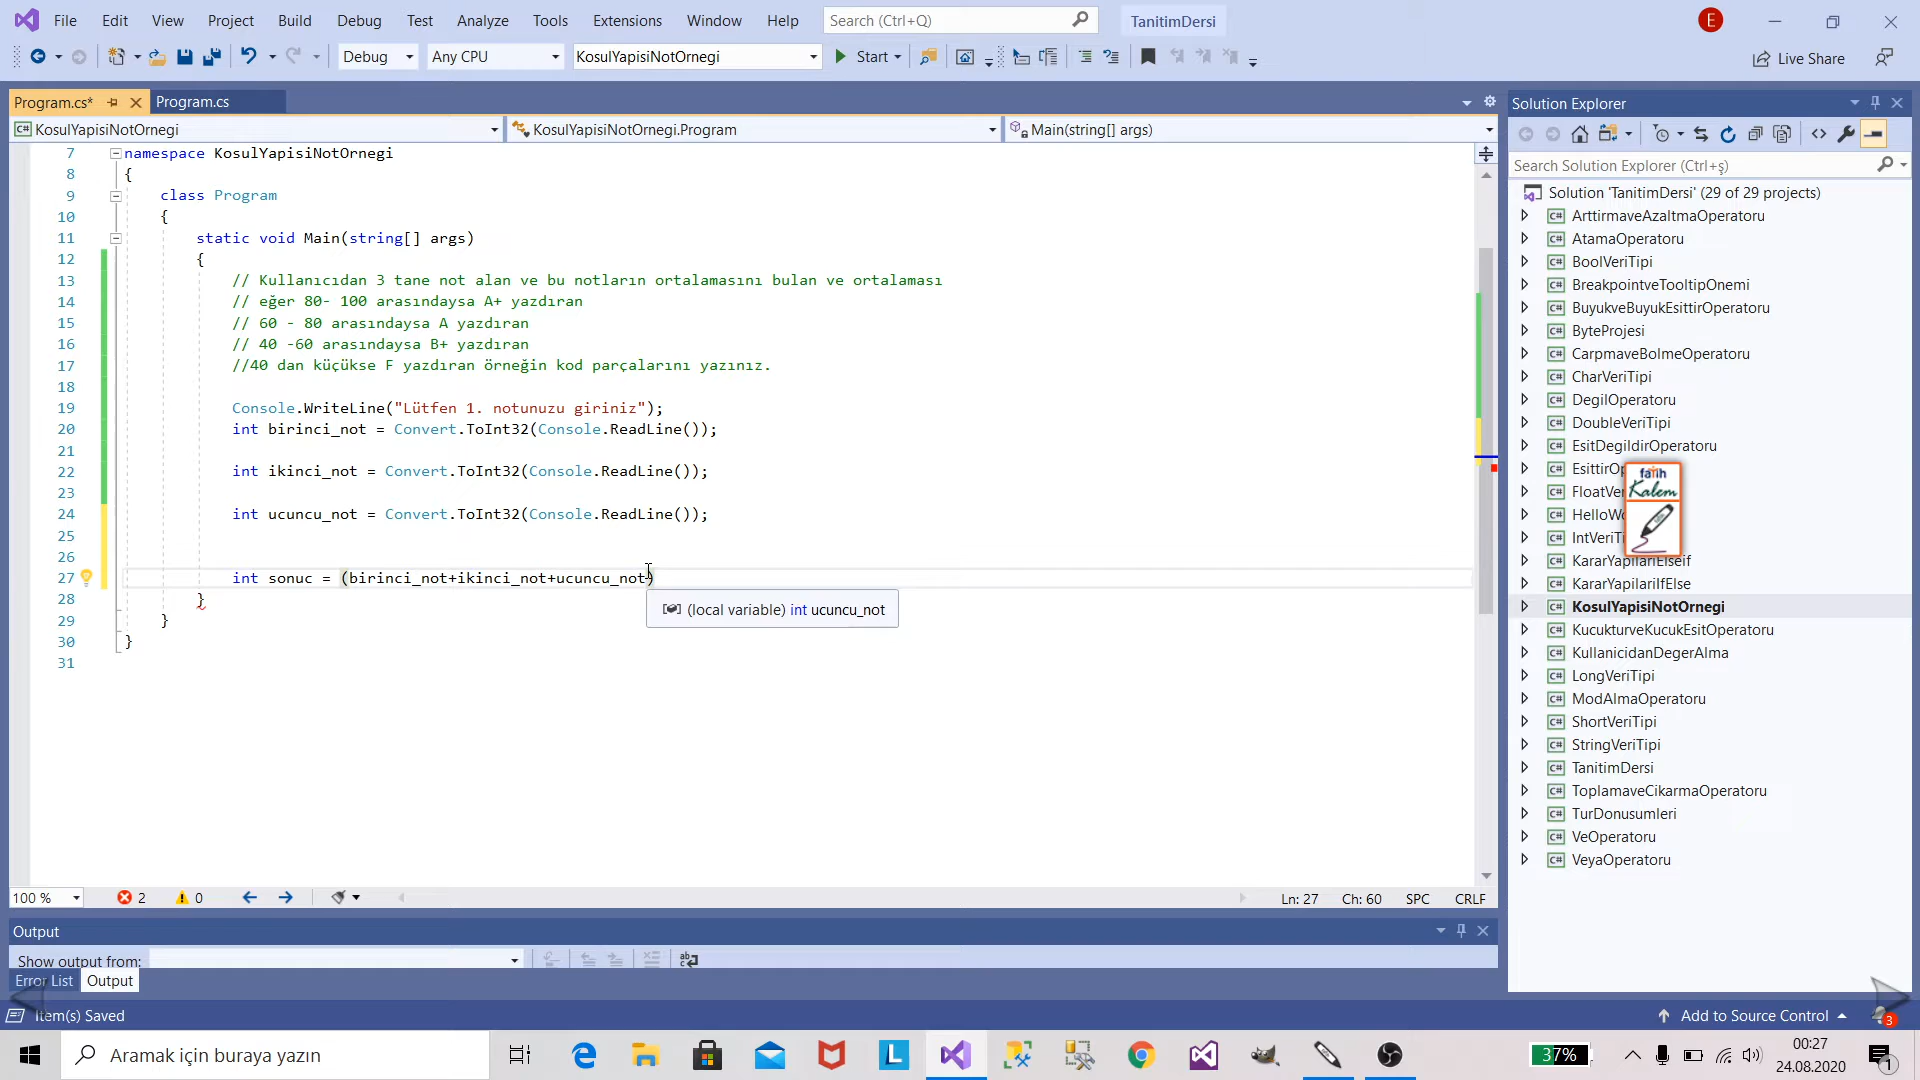 File Edit View Project Build Debug Test Analyze Tools Extensions Window Help Search (Ctrl+Q) TanitimDersi E
Debug Any CPU KosulYapisiNotOrnegi Start Live Share
Program.cs* Program.cs
KosulYapisiNotOrnegi KosulYapisiNotOrnegi.Program Main(string[] args)
7 namespace KosulYapisiNotOrnegi
8 {
9 class Program
10 {
11 static void Main(string[] args)
12 {
13 // Kullanıcıdan 3 tane not alan ve bu notların ortalamasını bulan ve ortalaması
14 // eğer 80- 100 arasındaysa A+ yazdıran
15 // 60 - 80 arasındaysa A yazdıran
16 // 40 -60 arasındaysa B+ yazdıran
17 //40 dan küçükse F yazdıran örneğin kod parçalarını yazınız.
18
19 Console.WriteLine("Lütfen 1. notunuzu giriniz");
20 int birinci_not = Convert.ToInt32(Console.ReadLine());
21
22 int ikinci_not = Convert.ToInt32(Console.ReadLine());
23
24 int ucuncu_not = Convert.ToInt32(Console.ReadLine());
25
26
27 int sonuc = (birinci_not+ikinci_not+ucuncu_not)
28 }
(local variable) int ucuncu_not
29 }
30 }
31
100 % 2 0 Ln: 27 Ch: 60 SPC CRLF
Output
Show output from:
Error List Output
Item(s) Saved Add to Source Control 3
Solution Explorer
Search Solution Explorer (Ctrl+ş)
Solution 'TanitimDersi' (29 of 29 projects)
C# ArttirmaveAzaltmaOperatoru
C# AtamaOperatoru
C# BoolVeriTipi
C# BreakpointveTooltipOnemi
C# BuyukveBuyukEsittirOperatoru
C# ByteProjesi
C# CarpmaveBolmeOperatoru
C# CharVeriTipi
C# DegilOperatoru
C# DoubleVeriTipi
C# EsitDegildirOperatoru
C# EsittirO
C# FloatVer
C# HelloWo
C# IntVeriT
C# KararYapilariElseif
C# KararYapilariIfElse
C# KosulYapisiNotOrnegi
C# KucukturveKucukEsitOperatoru
C# KullanicidanDegerAlma
C# LongVeriTipi
C# ModAlmaOperatoru
C# ShortVeriTipi
C# StringVeriTipi
C# TanitimDersi
C# ToplamaveCikarmaOperatoru
C# TurDonusumleri
C# VeOperatoru
C# VeyaOperatoru
fatih
Kalem
Aramak için buraya yazın 37% 00:27
24.08.2020 1